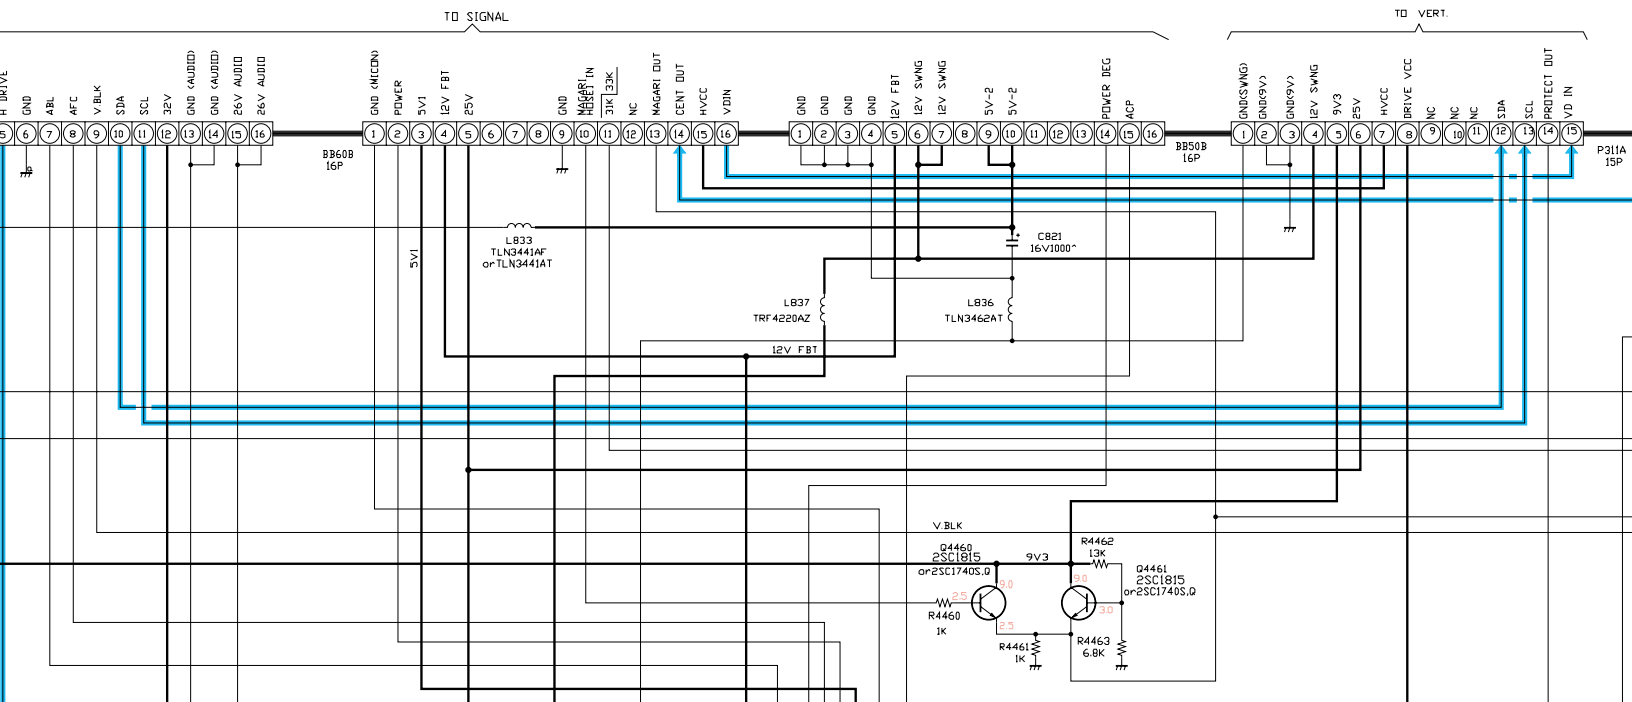 TO SIGNAL
TO VERT.
H DRIVE
GND
ABL
AFC
V.BLK
SDA
SCL
32V
GND (AUDIO)
GND (AUDIO)
26V AUDIO
26V AUDIO
5 6 7 8 9 10 11 12 13 14 15 16
BB60B
16P
GND (MICON)
POWER
5V1
12V FBT
25V
GND
MAGARI
HOSEI IN
31K 33K
NC
MAGARI OUT
CENT OUT
HVCC
VDIN
1 2 3 4 5 6 7 8 9 10 11 12 13 14 15 16
GND
GND
GND
GND
12V FBT
12V SWNG
12V SWNG
5V-2
5V-2
POWER DEG
ACP
1 2 3 4 5 6 7 8 9 10 11 12 13 14 15 16
BB50B
16P
GND(SWNG)
GND(9V)
GND(9V)
12V SWNG
9V3
25V
HVCC
DRIVE VCC
NC
NC
NC
SDA
SCL
PROTECT OUT
VD IN
1 2 3 4 5 6 7 8 9 10 11 12 13 14 15
P311A
15P
L833
TLN3441AF
orTLN3441AT
5V1
C821
16V1000^
L837
TRF4220AZ
L836
TLN3462AT
12V FBT
V.BLK
Q4460
2SC1815
or2SC1740S,Q
9V3
R4462
13K
Q4461
2SC1815
or2SC1740S,Q
9.0
9.0
2.5
3.0
2.5
R4460
1K
R4461
1K
R4463
6.8K